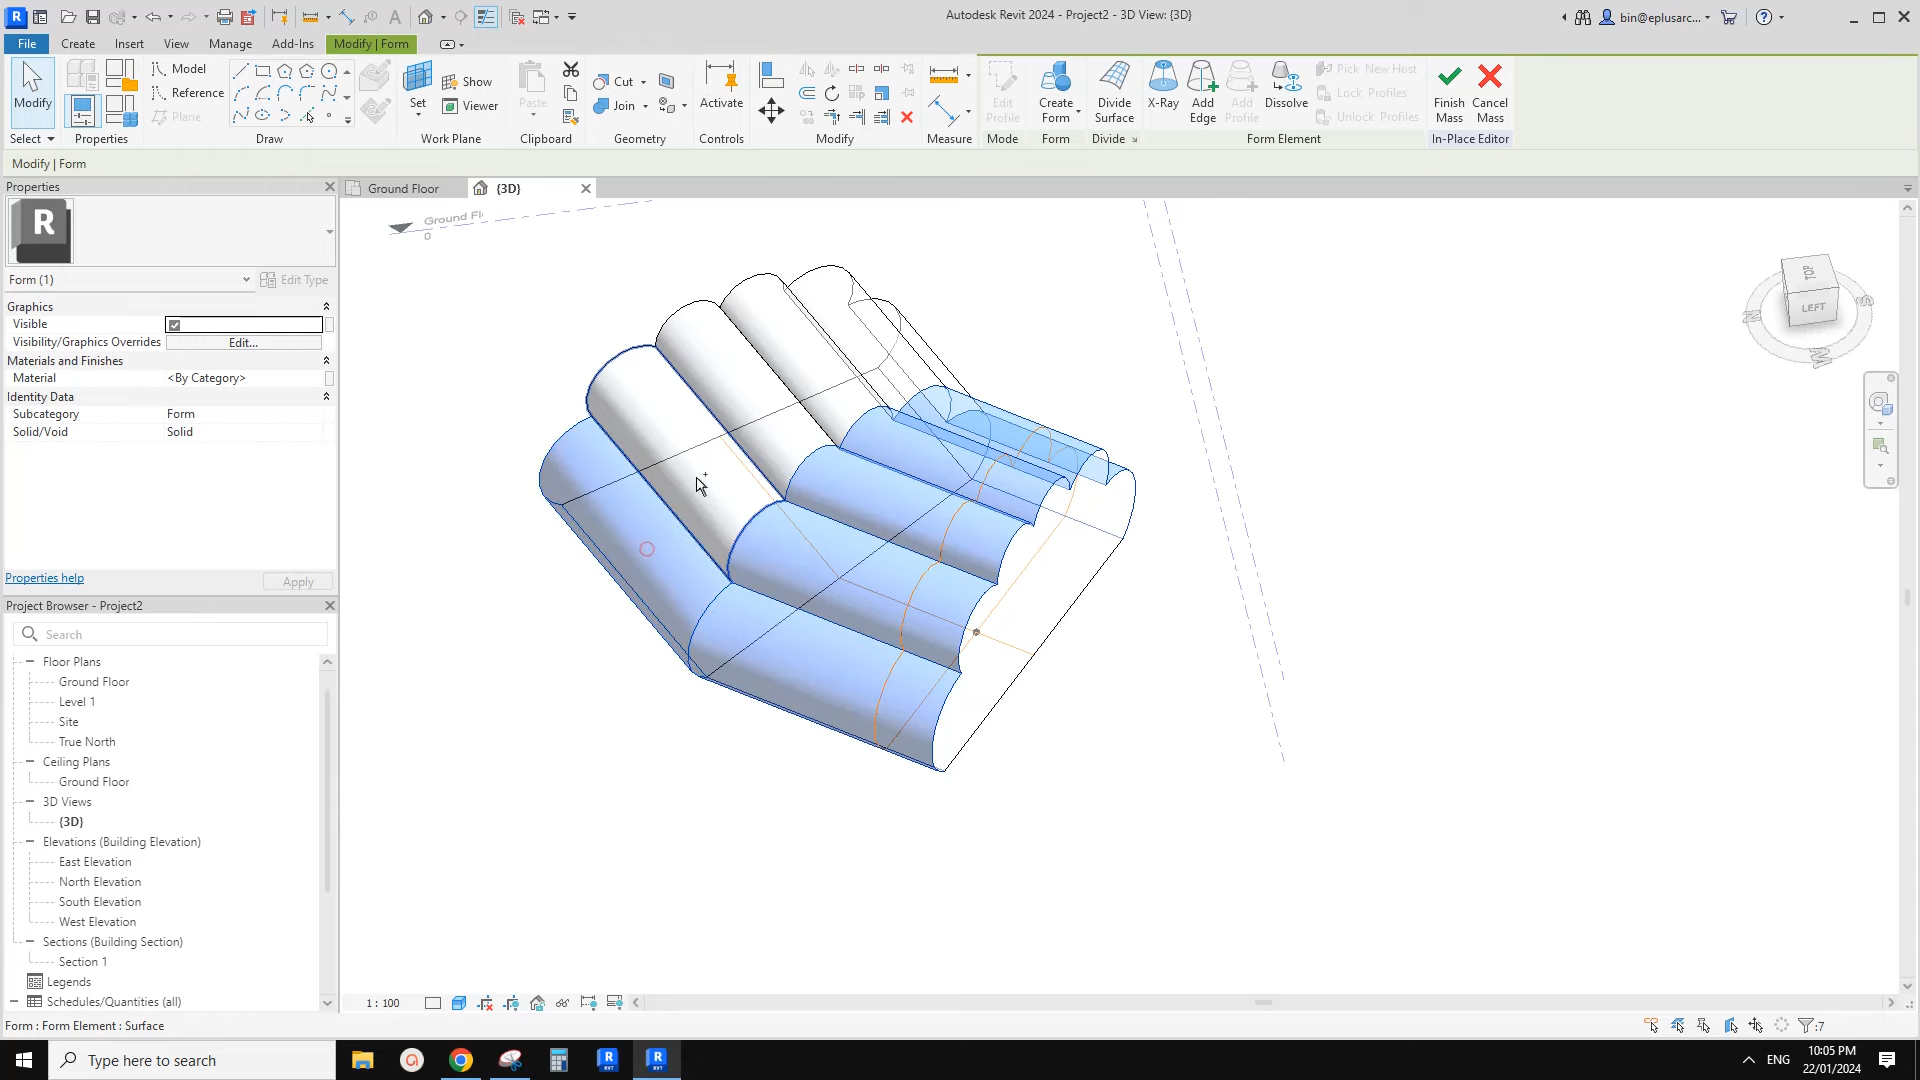 Autodesk Revit 2024 - Project2 - 3D View: {3D}
bin@eplusarc...
File Create Insert View Manage Add-Ins Modify | Form
Modify
Select
Properties
Model
Reference
Plane
Draw
Set
Show
Viewer
Work Plane
Paste
Clipboard
Cut
Join
Geometry
Activate
Controls
Modify
Measure
Edit Profile
Mode
Create Form
Form
Divide Surface
Divide
X-Ray
Add Edge
Add Profile
Dissolve
Pick New Host
Lock Profiles
Unlock Profiles
Form Element
Finish Mass
Cancel Mass
In-Place Editor
Modify | Form
Properties
Ground Floor
{3D}
R
Form (1)
Edit Type
Graphics
Visible
Visibility/Graphics Overrides Edit...
Materials and Finishes
Material <By Category>
Identity Data
Subcategory Form
Solid/Void Solid
Properties help
Apply
Project Browser - Project2
Search
Floor Plans
Ground Floor
Level 1
Site
True North
Ceiling Plans
Ground Floor
3D Views
{3D}
Elevations (Building Elevation)
East Elevation
North Elevation
South Elevation
West Elevation
Sections (Building Section)
Section 1
Legends
Schedules/Quantities (all)
Ground Fl
0
TOP
LEFT
1 : 100
Form : Form Element : Surface
:7
Type here to search
ENG
10:05 PM
22/01/2024